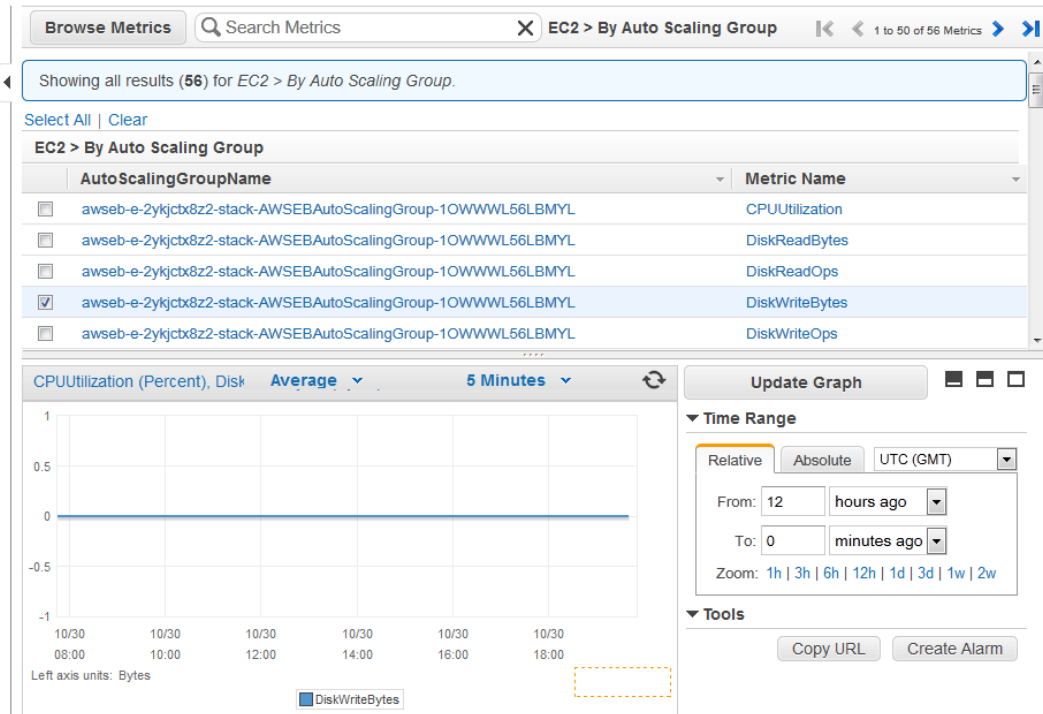 Browse Metrics Search Metrics X EC2 > By Auto Scaling Group 1 to 50 of 56 Metrics
Showing all results (56) for EC2 > By Auto Scaling Group.
Select All | Clear
EC2 > By Auto Scaling Group
AutoScalingGroupName Metric Name
awseb-e-2ykjctx8z2-stack-AWSEBAutoScalingGroup-1OWWWL56LBMYL CPUUtilization
awseb-e-2ykjctx8z2-stack-AWSEBAutoScalingGroup-1OWWWL56LBMYL DiskReadBytes
awseb-e-2ykjctx8z2-stack-AWSEBAutoScalingGroup-1OWWWL56LBMYL DiskReadOps
awseb-e-2ykjctx8z2-stack-AWSEBAutoScalingGroup-1OWWWL56LBMYL DiskWriteBytes
awseb-e-2ykjctx8z2-stack-AWSEBAutoScalingGroup-1OWWWL56LBMYL DiskWriteOps
CPUUtilization (Percent), Disk Average 5 Minutes
1
0.5
0
-0.5
-1
10/30 10/30 10/30 10/30 10/30 10/30
08:00 10:00 12:00 14:00 16:00 18:00
Left axis units: Bytes
DiskWriteBytes
Update Graph
Time Range
Relative Absolute UTC (GMT)
From: 12 hours ago
To: 0 minutes ago
Zoom: 1h | 3h | 6h | 12h | 1d | 3d | 1w | 2w
Tools
Copy URL Create Alarm